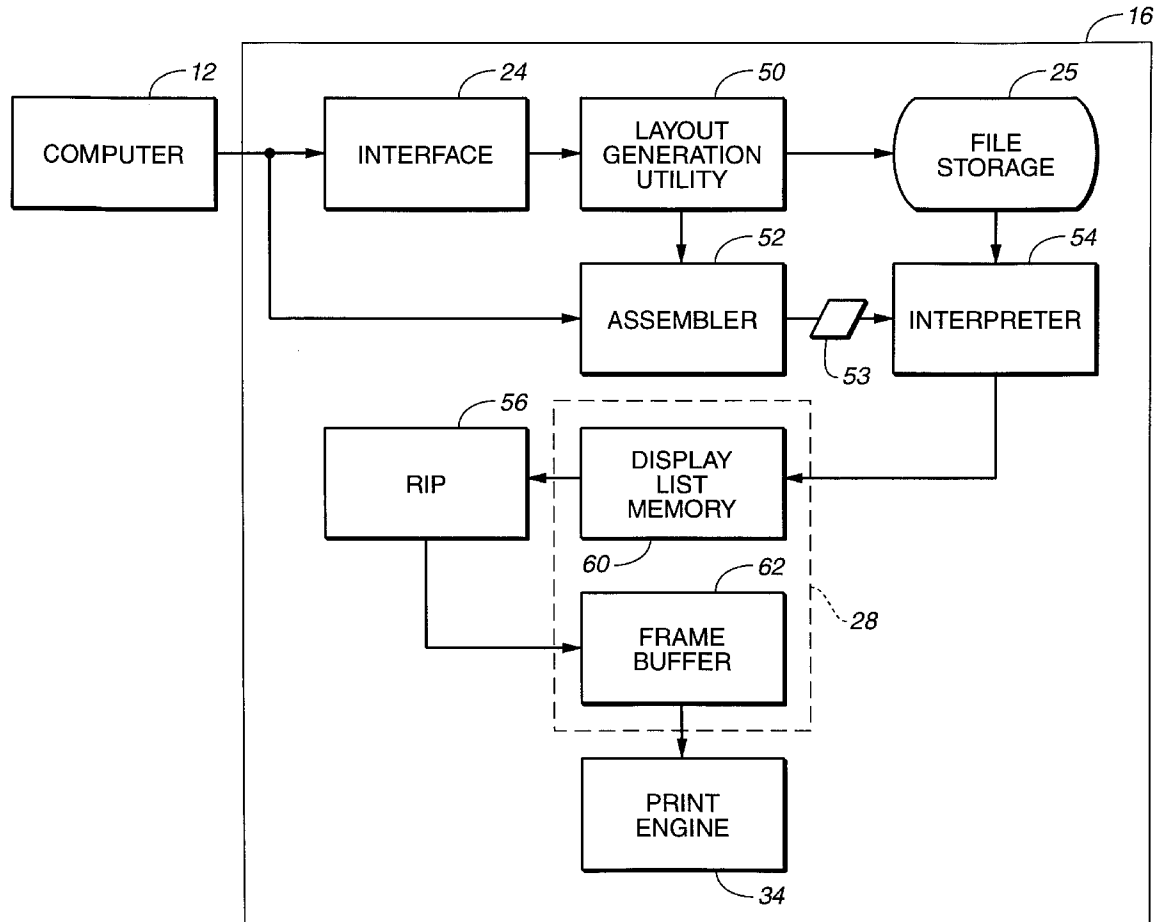 16
12
24
50
25
COMPUTER
INTERFACE
LAYOUT
GENERATION
UTILITY
FILE
STORAGE
52
54
ASSEMBLER
INTERPRETER
53
56
RIP
DISPLAY
LIST
MEMORY
60
62
28
FRAME
BUFFER
PRINT
ENGINE
34